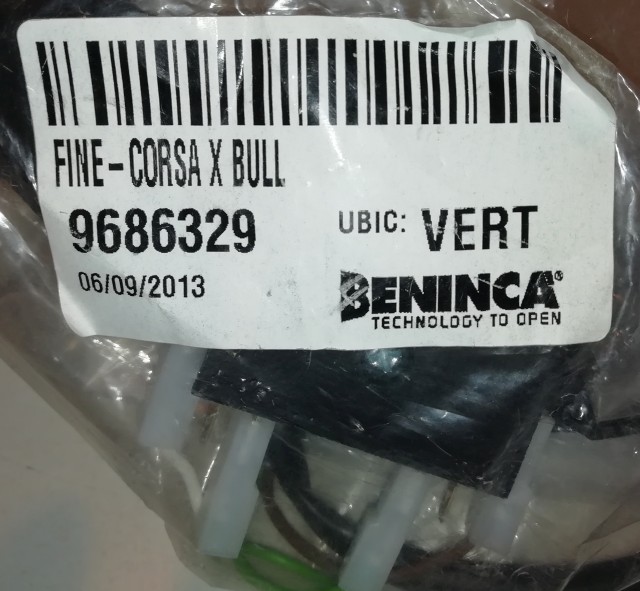 FINE-CORSA X BULL
9686329 UBIC: VERT
06/09/2013
BENINCA®
TECHNOLOGY TO OPEN